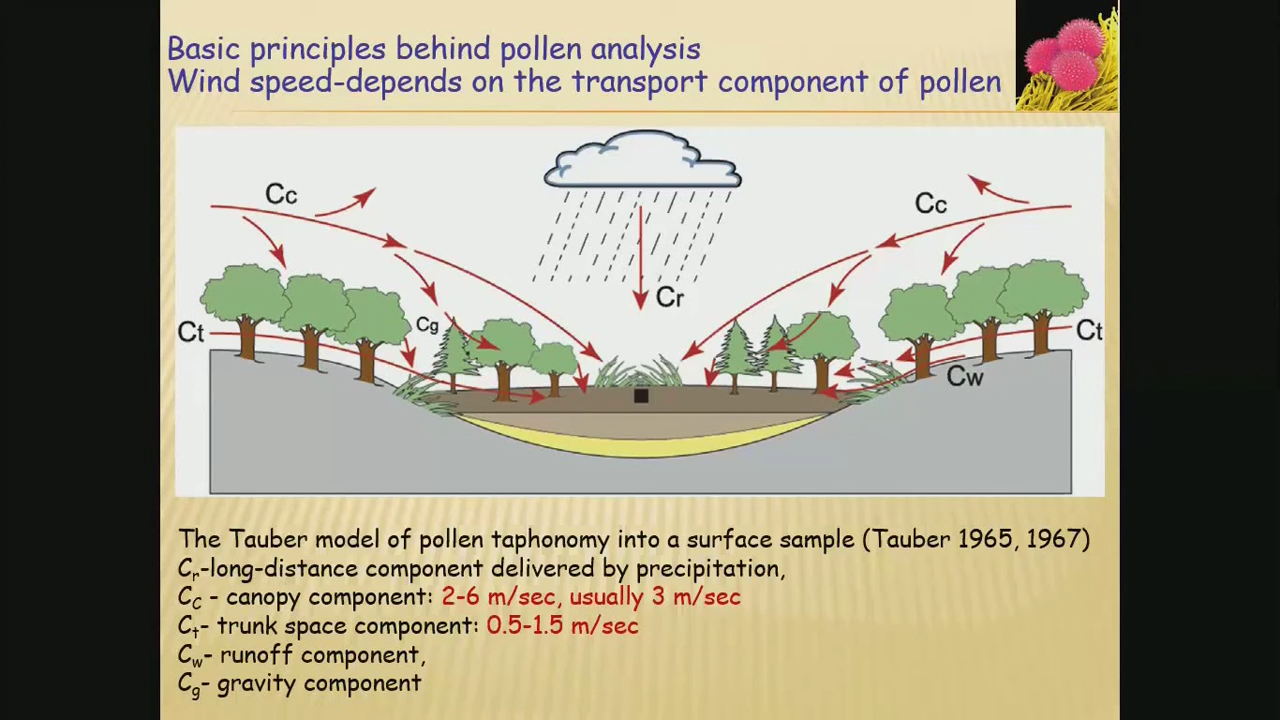 Basic principles behind pollen analysis
Wind speed-depends on the transport component of pollen
Cc
Cc
Cr
Cg
Ct
Ct
Cw
The Tauber model of pollen taphonomy into a surface sample (Tauber 1965, 1967)
Cr-long-distance component delivered by precipitation,
CC - canopy component: 2-6 m/sec, usually 3 m/sec
Ct- trunk space component: 0.5-1.5 m/sec
Cw- runoff component,
Cg- gravity component